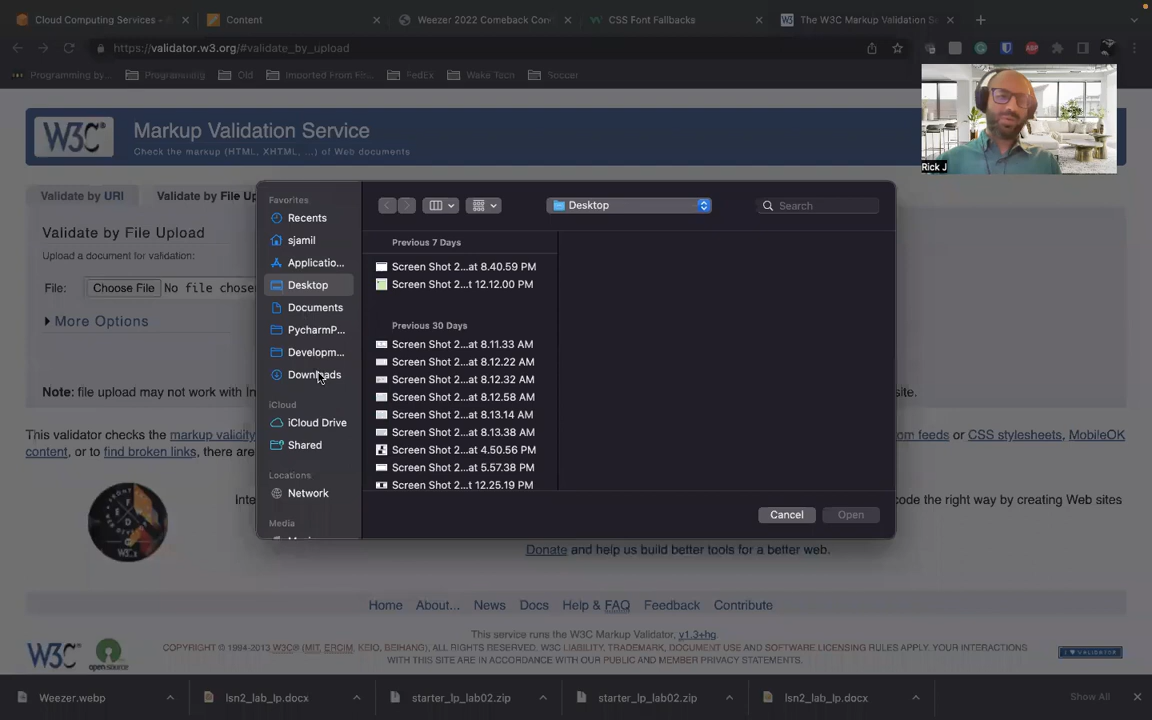 Cloud Computing Services - A
Content
Weezer 2022 Comeback Con
CSS Font Fallbacks
The W3C Markup Validation Se
https://validator.w3.org/#validate_by_upload
Programming by...
Programming
Old
Imported From Fir...
FedEx
Wake Tech
Soccer
ABP
W3C
Markup Validation Service
Check the markup (HTML, XHTML, ...) of Web documents
Rick J
Validate by URI
Validate by File Up
Validate by File Upload
Upload a document for validation:
File:
Choose File
No file chosen
More Options
Favorites
Recents
sjamil
Applicatio...
Desktop
Documents
PycharmP...
Developm...
Downloads
iCloud
iCloud Drive
Shared
Locations
Network
Media
Desktop
Search
Previous 7 Days
Screen Shot 2...at 8.40.59 PM
Screen Shot 2...t 12.12.00 PM
Previous 30 Days
Screen Shot 2...at 8.11.33 AM
Screen Shot 2...at 8.12.22 AM
Screen Shot 2...at 8.12.32 AM
Screen Shot 2...at 8.12.58 AM
Screen Shot 2...at 8.13.14 AM
Screen Shot 2...at 8.13.38 AM
Screen Shot 2...at 4.50.56 PM
Screen Shot 2...at 5.57.38 PM
Screen Shot 2...t 12.25.19 PM
Cancel
Open
Note: file upload may not work with In
site.
This validator checks the markup validity
om feeds or CSS stylesheets, MobileOK
content, or to find broken links, there are
Inte
code the right way by creating Web sites
Donate and help us build better tools for a better web.
Home About... News Docs Help & FAQ Feedback Contribute
This service runs the W3C Markup Validator, v1.3+hg.
W3C
open source
COPYRIGHT © 1994-2013 W3C® (MIT, ERCIM, KEIO, BEIHANG), ALL RIGHTS RESERVED. W3C LIABILITY, TRADEMARK, DOCUMENT USE AND SOFTWARE LICENSING RULES APPLY. YOUR INTERACTIONS
WITH THIS SITE ARE IN ACCORDANCE WITH OUR PUBLIC AND MEMBER PRIVACY STATEMENTS.
I ♥ VALIDATOR
Weezer.webp
lsn2_lab_lp.docx
starter_lp_lab02.zip
starter_lp_lab02.zip
lsn2_lab_lp.docx
Show All